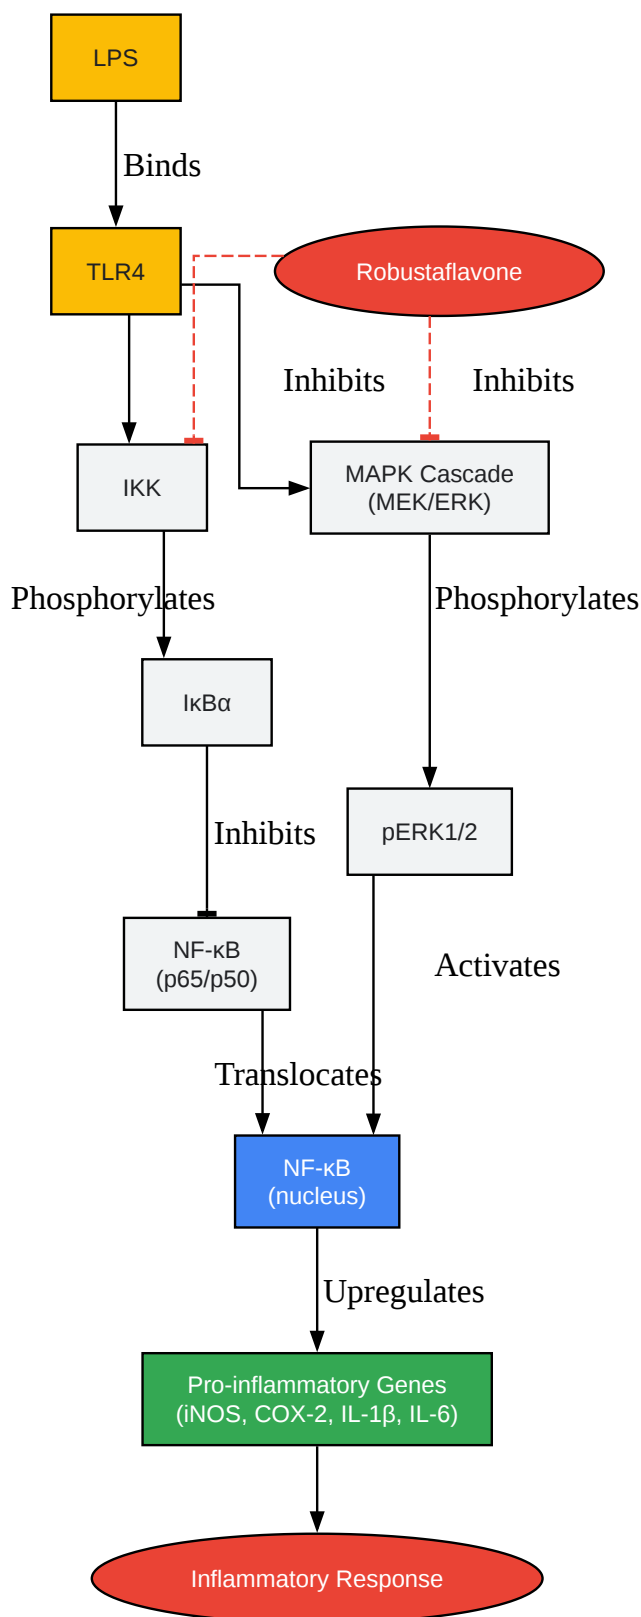 LPS
Binds
TLR4
Robustaflavone
Inhibits
Inhibits
IKK
MAPK Cascade
(MEK/ERK)
Phosphorylates
Phosphorylates
IκBα
Inhibits
pERK1/2
NF-κB
(p65/p50)
Activates
Translocates
NF-κB
(nucleus)
Upregulates
Pro-inflammatory Genes
(iNOS, COX-2, IL-1β, IL-6)
Inflammatory Response